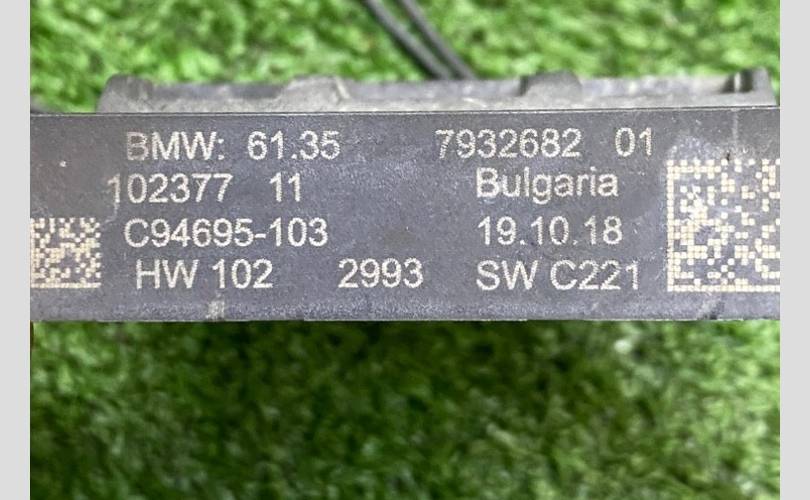 BMW: 61.35 7932682 01
102377 11 Bulgaria
C94695-103 19.10.18
HW 102 2993 SW C221